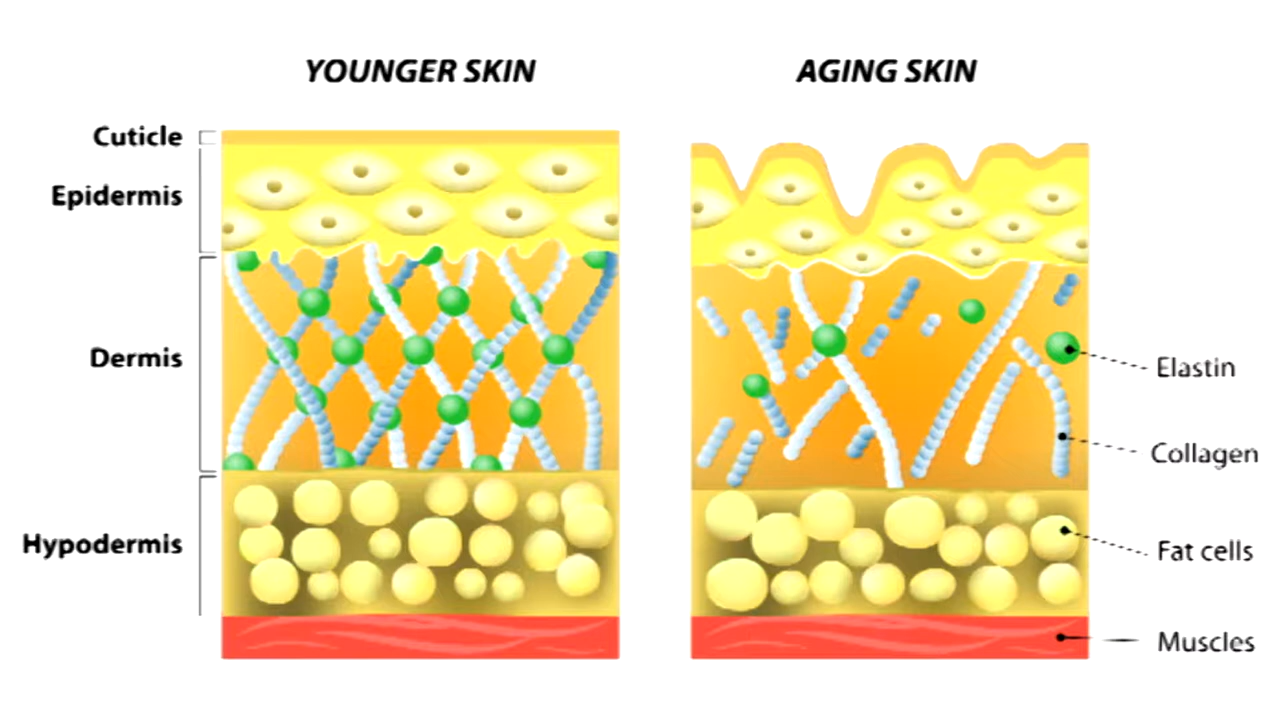 YOUNGER SKIN
AGING SKIN
Cuticle
Epidermis
Dermis
Hypodermis
Elastin
Collagen
Fat cells
Muscles